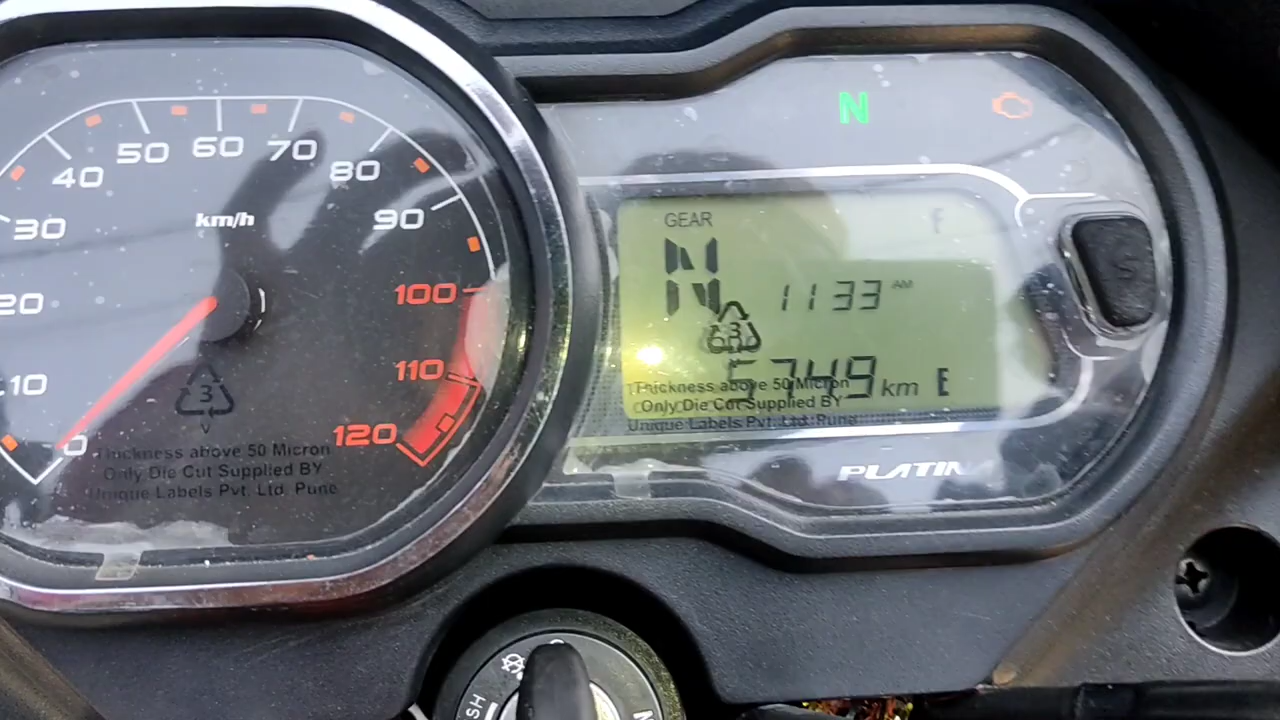 50 60 70
40 80
30 km/h 90
20 100
10 110
0 120
3
Thickness above 50 Micron
Only Die Cut Supplied BY
Unique Labels Pvt. Ltd. Pune
N
GEAR F
N
11 33 AM
3
5749 km E
Thickness above 50 Micron
Only Die Cut Supplied BY
Unique Labels Pvt. Ltd. Pune
PLATIN
S
N